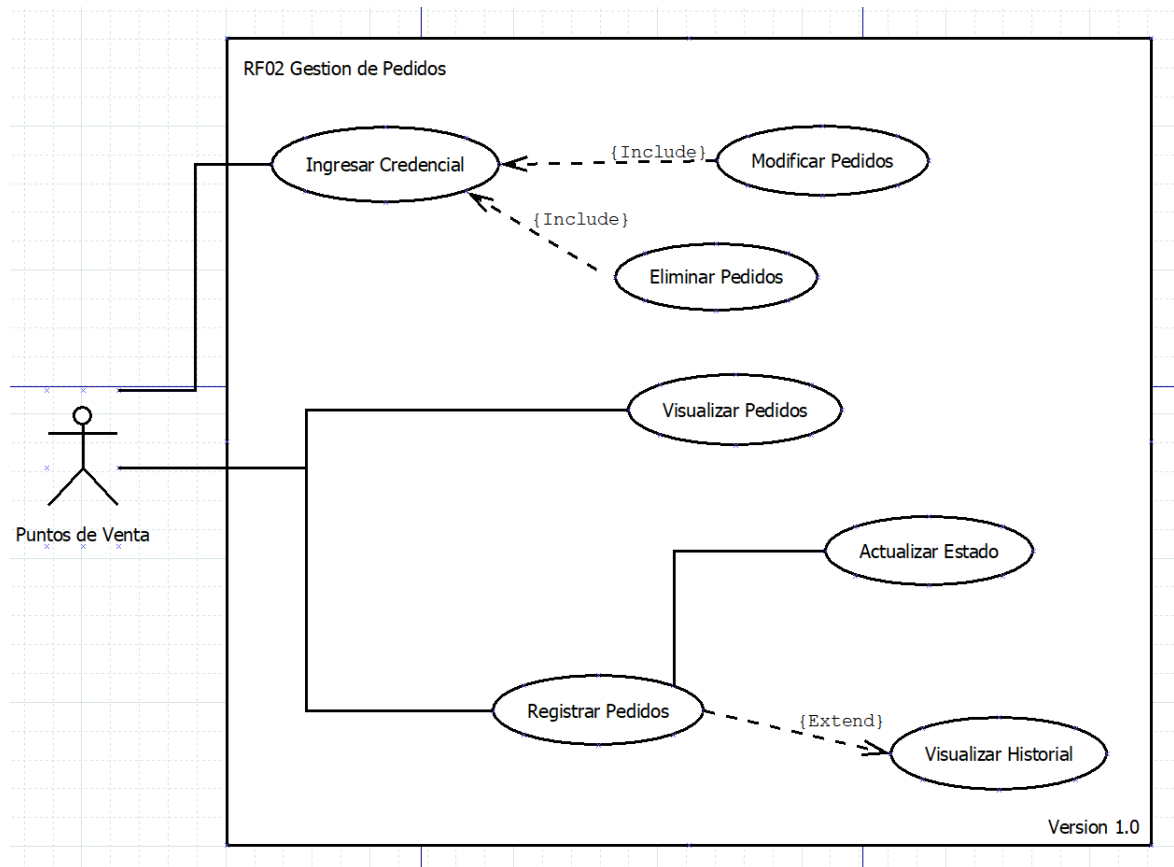 RF02 Gestion de Pedidos
Ingresar Credencial
{Include}
Modificar Pedidos
{Include}
Eliminar Pedidos
Visualizar Pedidos
Puntos de Venta
Actualizar Estado
Registrar Pedidos
{Extend}
Visualizar Historial
Version 1.0